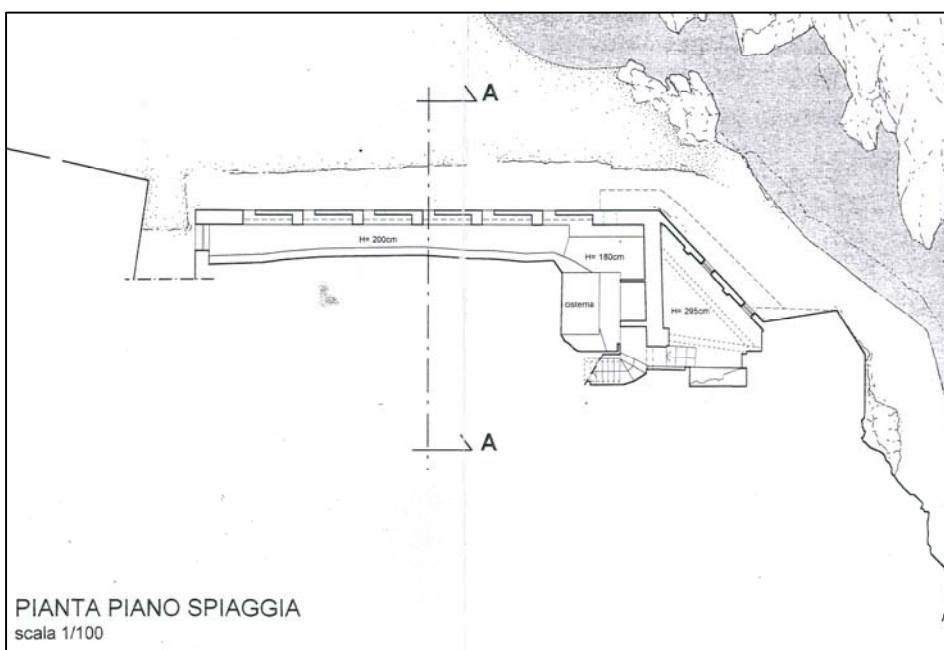 A
H= 200cm
H= 180cm
cisterna
H= 295cm
A
PIANTA PIANO SPIAGGIA
scala 1/100